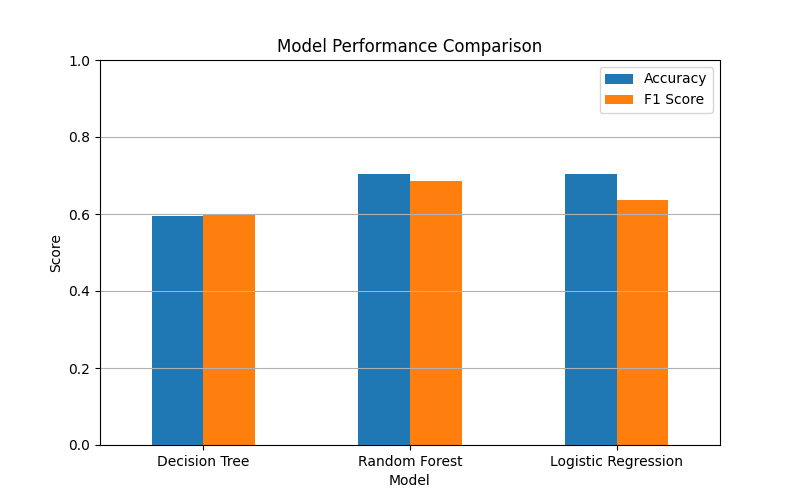 Model Performance Comparison
Accuracy
F1 Score
1.0
0.8
0.6
0.4
0.2
0.0
Score
Decision Tree
Random Forest
Logistic Regression
Model